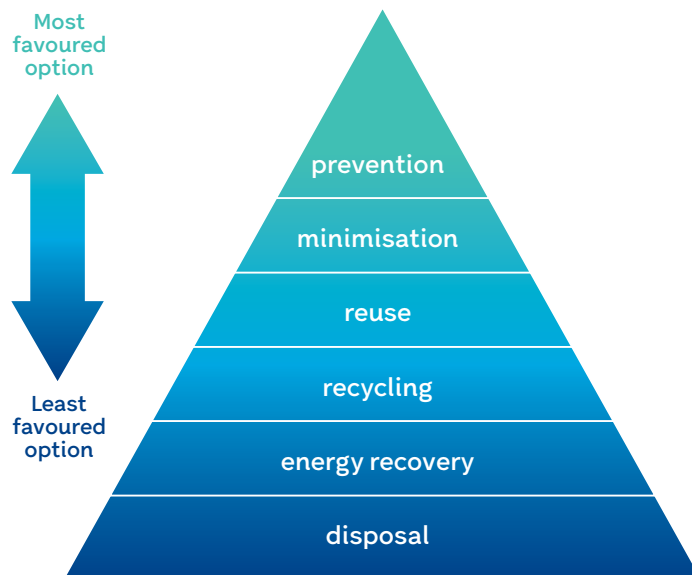 Most
favoured
option
prevention
minimisation
reuse
recycling
energy recovery
disposal
Least
favoured
option